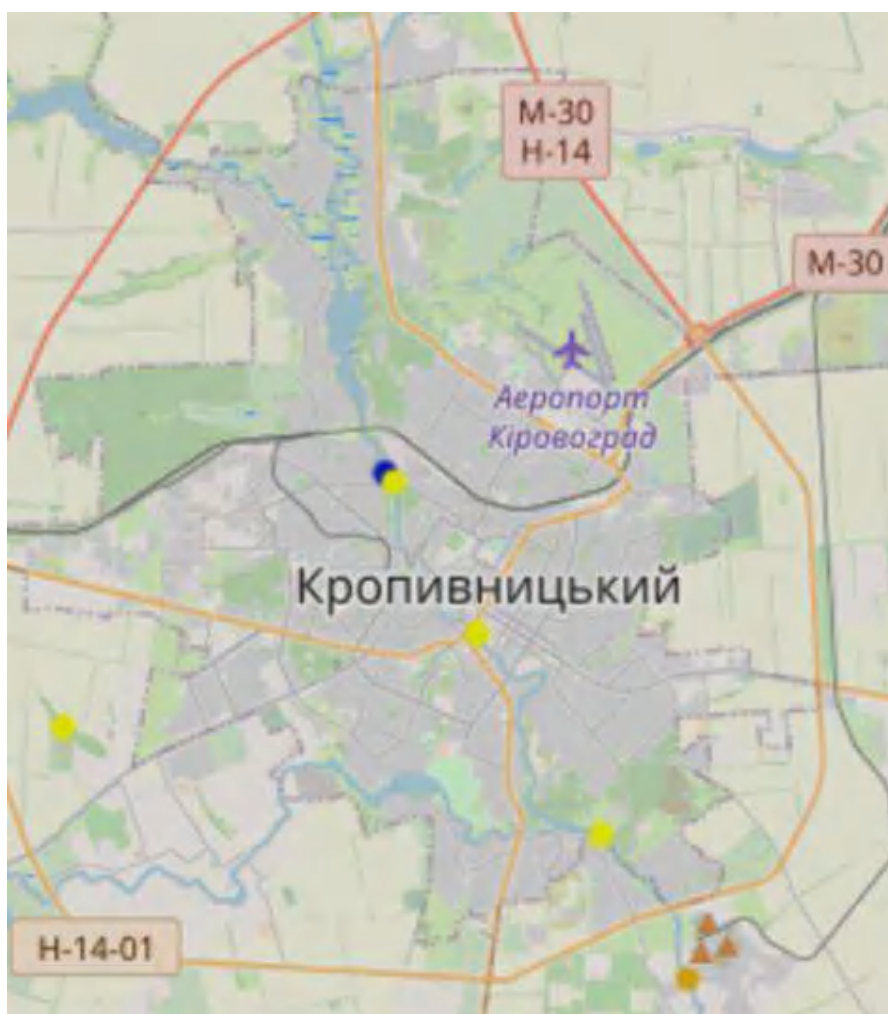 М-30
Н-14
М-30
Аеропорт
Кіровоград
Кропивницький
Н-14-01